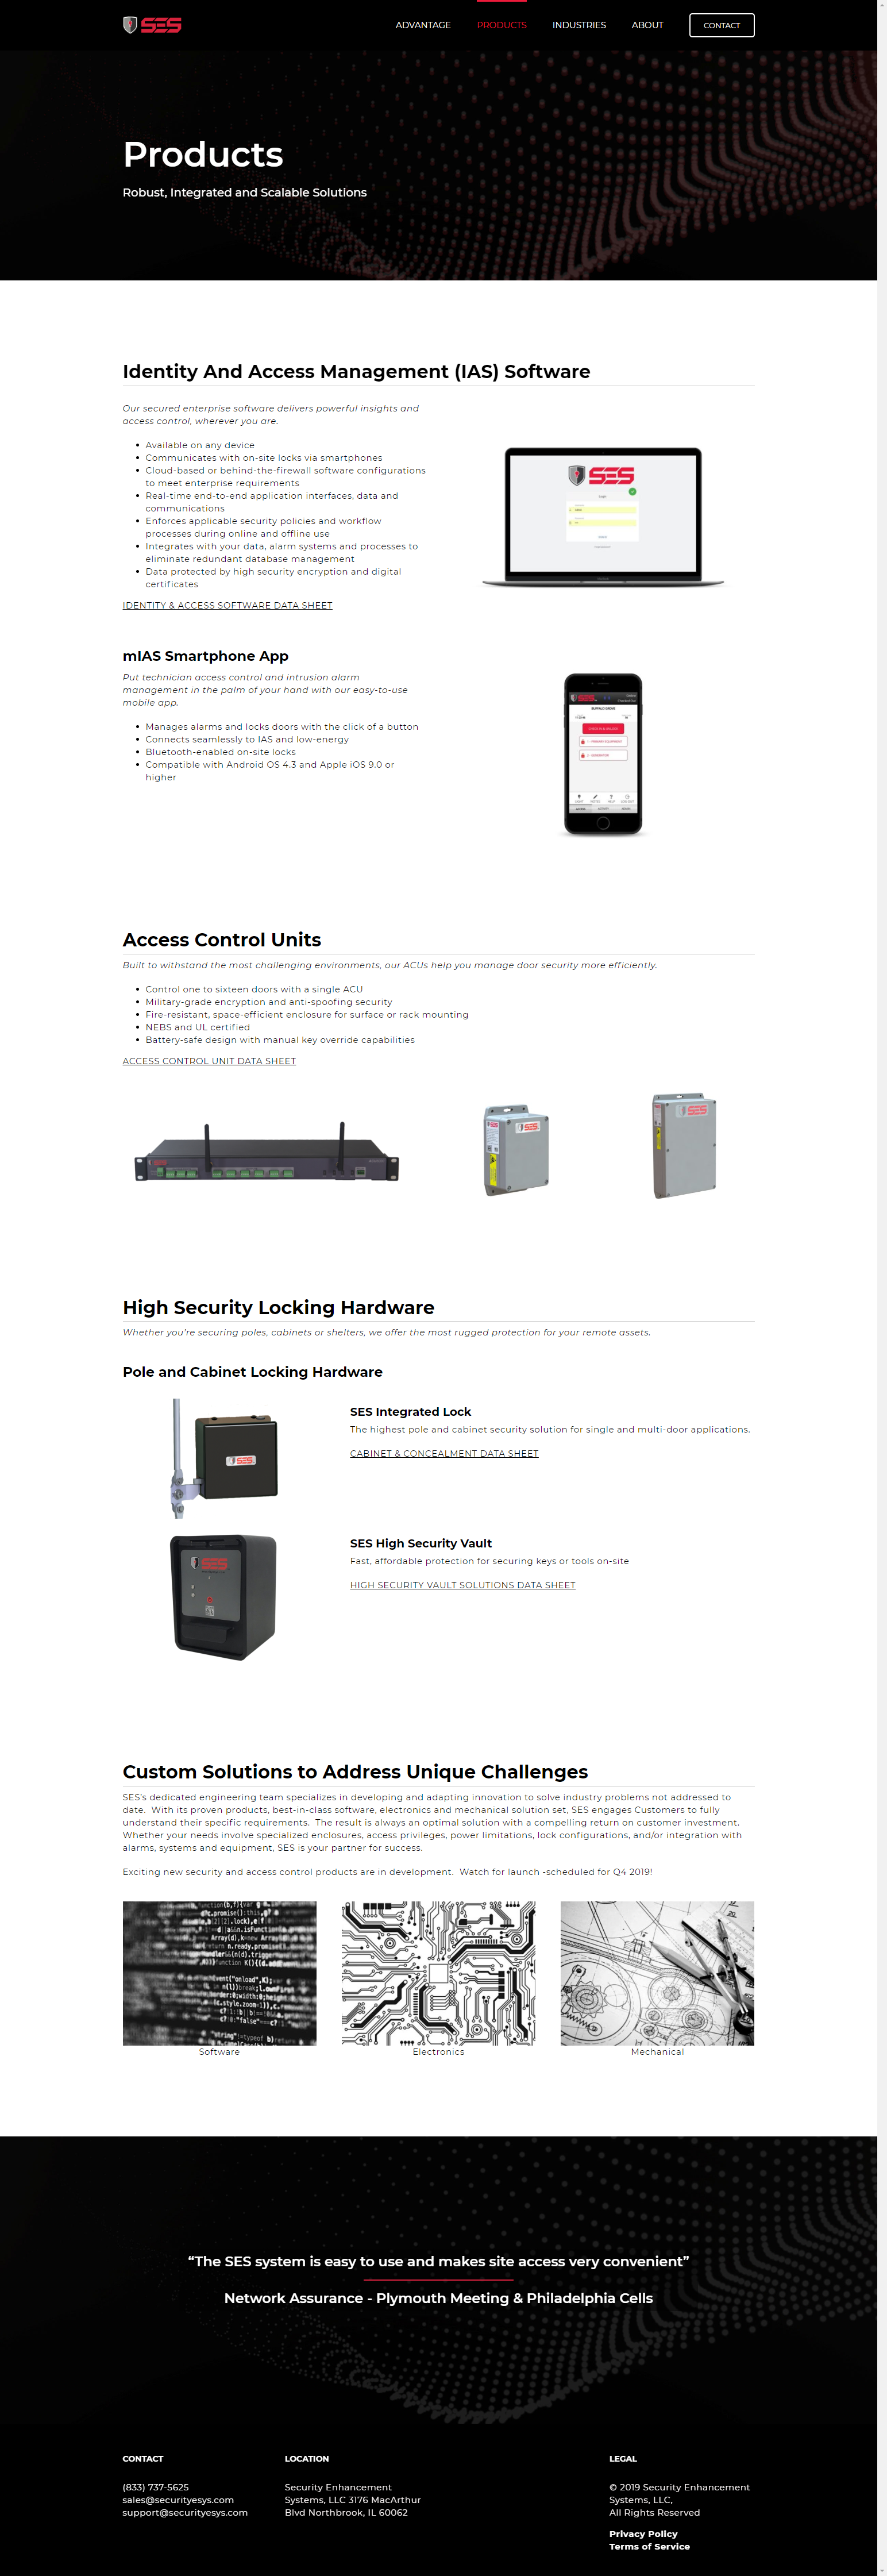 SES
ADVANTAGE
PRODUCTS
INDUSTRIES
ABOUT
CONTACT
Products
Robust, Integrated and Scalable Solutions
Identity And Access Management (IAS) Software
Our secured enterprise software delivers powerful insights and
access control, wherever you are.
Available on any device
Communicates with on-site locks via smartphones
Cloud-based or behind-the-firewall software configurations
to meet enterprise requirements
Real-time end-to-end application interfaces, data and
communications
Enforces applicable security policies and workflow
processes during online and offline use
Integrates with your data, alarm systems and processes to
eliminate redundant database management
Data protected by high security encryption and digital
certificates
IDENTITY & ACCESS SOFTWARE DATA SHEET
SES
Login
mIAS Smartphone App
Put technician access control and intrusion alarm
management in the palm of your hand with our easy-to-use
mobile app.
Manages alarms and locks doors with the click of a button
Connects seamlessly to IAS and low-energy
Bluetooth-enabled on-site locks
Compatible with Android OS 4.3 and Apple iOS 9.0 or
higher
SES
Access Control Units
Built to withstand the most challenging environments, our ACUs help you manage door security more efficiently.
Control one to sixteen doors with a single ACU
Military-grade encryption and anti-spoofing security
Fire-resistant, space-efficient enclosure for surface or rack mounting
NEBS and UL certified
Battery-safe design with manual key override capabilities
ACCESS CONTROL UNIT DATA SHEET
SES
SES
SES
High Security Locking Hardware
Whether you're securing poles, cabinets or shelters, we offer the most rugged protection for your remote assets.
Pole and Cabinet Locking Hardware
SES
SES Integrated Lock
The highest pole and cabinet security solution for single and multi-door applications.
CABINET & CONCEALMENT DATA SHEET
SES
SES High Security Vault
Fast, affordable protection for securing keys or tools on-site
HIGH SECURITY VAULT SOLUTIONS DATA SHEET
Custom Solutions to Address Unique Challenges
SES's dedicated engineering team specializes in developing and adapting innovation to solve industry problems not addressed to
date. With its proven products, best-in-class software, electronics and mechanical solution set, SES engages Customers to fully
understand their specific requirements. The result is always an optimal solution with a compelling return on customer investment.
Whether your needs involve specialized enclosures, access privileges, power limitations, lock configurations, and/or integration with
alarms, systems and equipment, SES is your partner for success.
Exciting new security and access control products are in development. Watch for launch -scheduled for Q4 2019!
Software
Electronics
Mechanical
“The SES system is easy to use and makes site access very convenient”
Network Assurance - Plymouth Meeting & Philadelphia Cells
CONTACT
(833) 737-5625
sales@securityesys.com
support@securityesys.com
LOCATION
Security Enhancement
Systems, LLC 3176 MacArthur
Blvd Northbrook, IL 60062
LEGAL
© 2019 Security Enhancement
Systems, LLC,
All Rights Reserved
Privacy Policy
Terms of Service